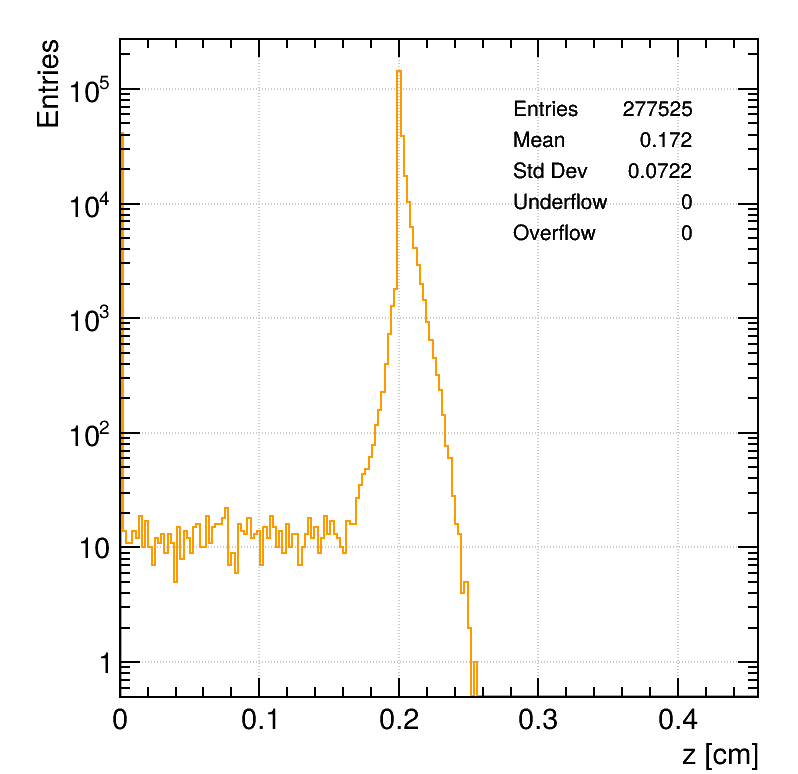 Entries
10^5
10^4
10^3
10^2
10
1
Entries 277525
Mean 0.172
Std Dev 0.0722
Underflow 0
Overflow 0
0 0.1 0.2 0.3 0.4
z [cm]